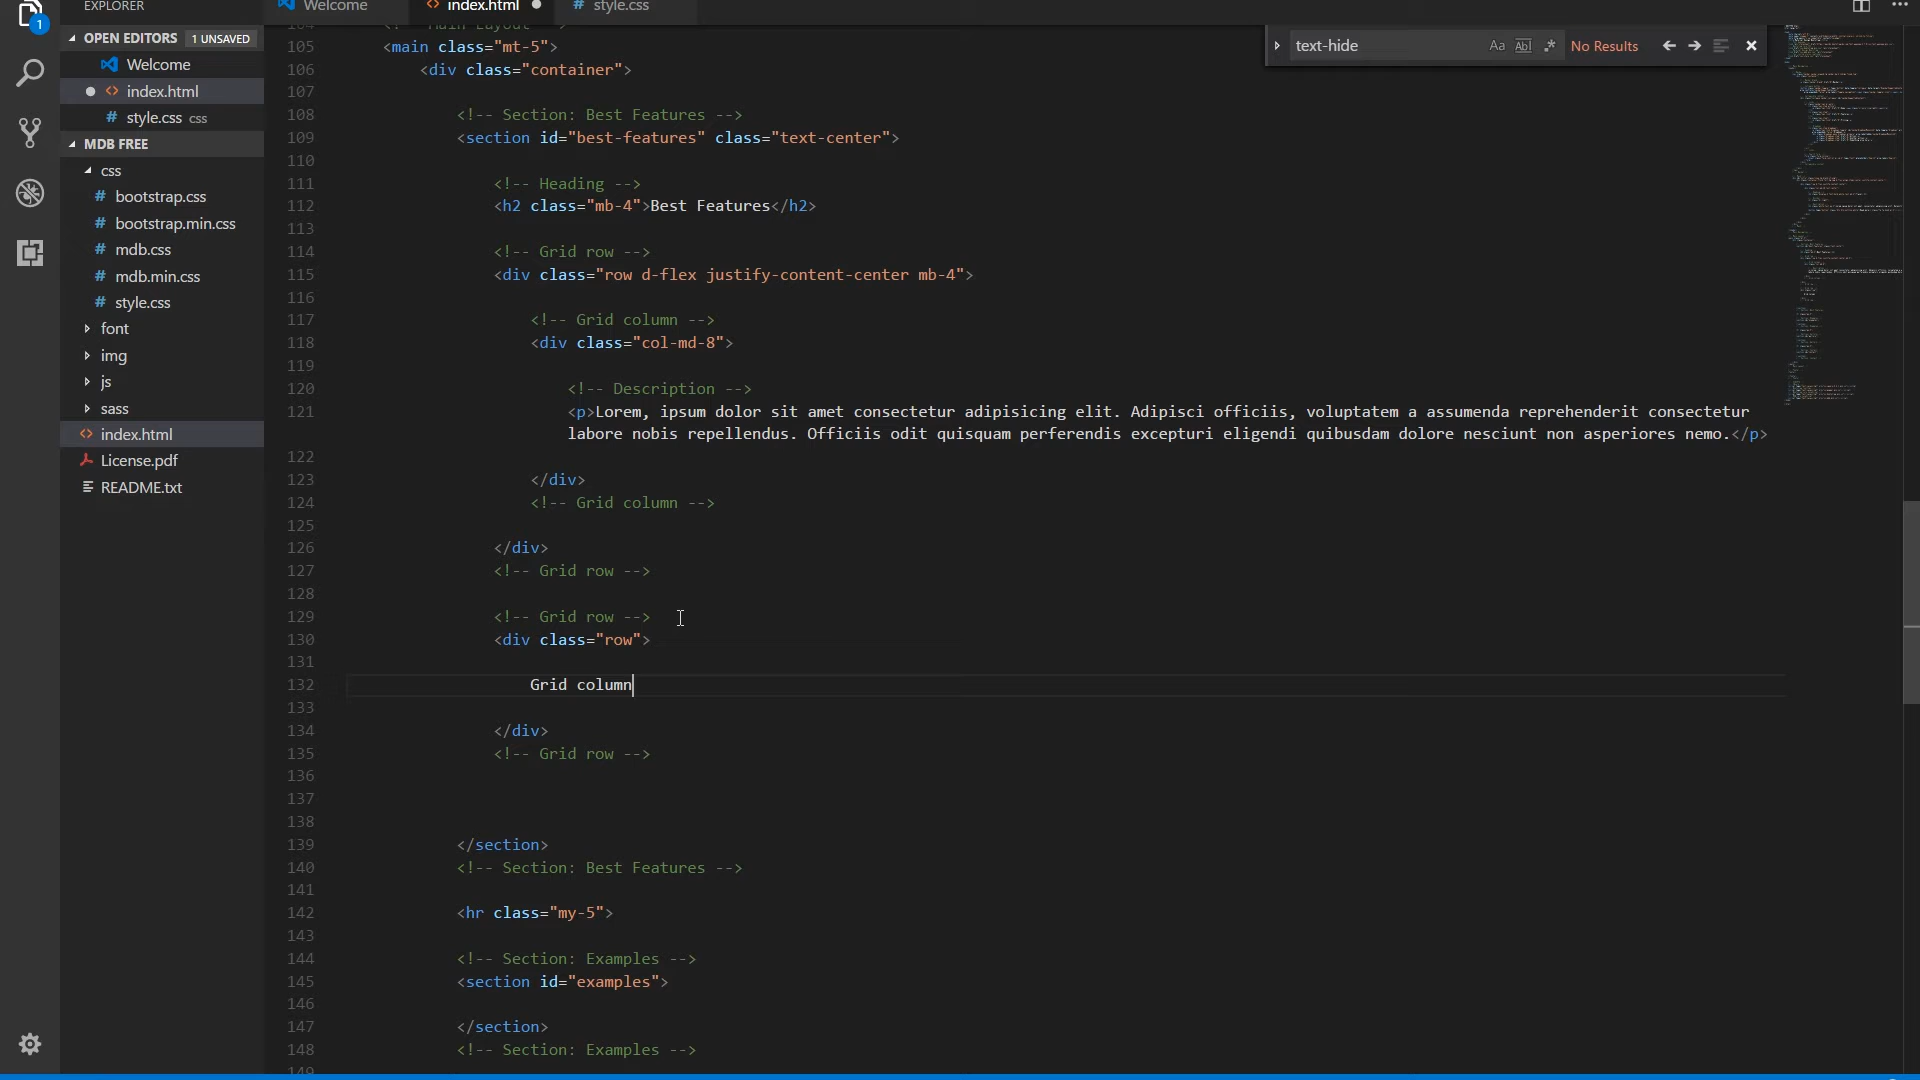 EXPLORER
OPEN EDITORS 1 UNSAVED
Welcome
index.html
style.css css
MDB FREE
css
bootstrap.css
bootstrap.min.css
mdb.css
mdb.min.css
style.css
font
img
js
sass
index.html
License.pdf
README.txt
1
Welcome index.html style.css
text-hide Aa Abl .* No Results
104 <!-- Main Layout -->
105 <main class="mt-5">
106 <div class="container">
107
108 <!-- Section: Best Features -->
109 <section id="best-features" class="text-center">
110
111 <!-- Heading -->
112 <h2 class="mb-4">Best Features</h2>
113
114 <!-- Grid row -->
115 <div class="row d-flex justify-content-center mb-4">
116
117 <!-- Grid column -->
118 <div class="col-md-8">
119
120 <!-- Description -->
121 <p>Lorem, ipsum dolor sit amet consectetur adipisicing elit. Adipisci officiis, voluptatem a assumenda reprehenderit consectetur
labore nobis repellendus. Officiis odit quisquam perferendis excepturi eligendi quibusdam dolore nesciunt non asperiores nemo.</p>
122
123 </div>
124 <!-- Grid column -->
125
126 </div>
127 <!-- Grid row -->
128
129 <!-- Grid row -->
130 <div class="row">
131
132 Grid column
133
134 </div>
135 <!-- Grid row -->
136
137
138
139 </section>
140 <!-- Section: Best Features -->
141
142 <hr class="my-5">
143
144 <!-- Section: Examples -->
145 <section id="examples">
146
147 </section>
148 <!-- Section: Examples -->
149